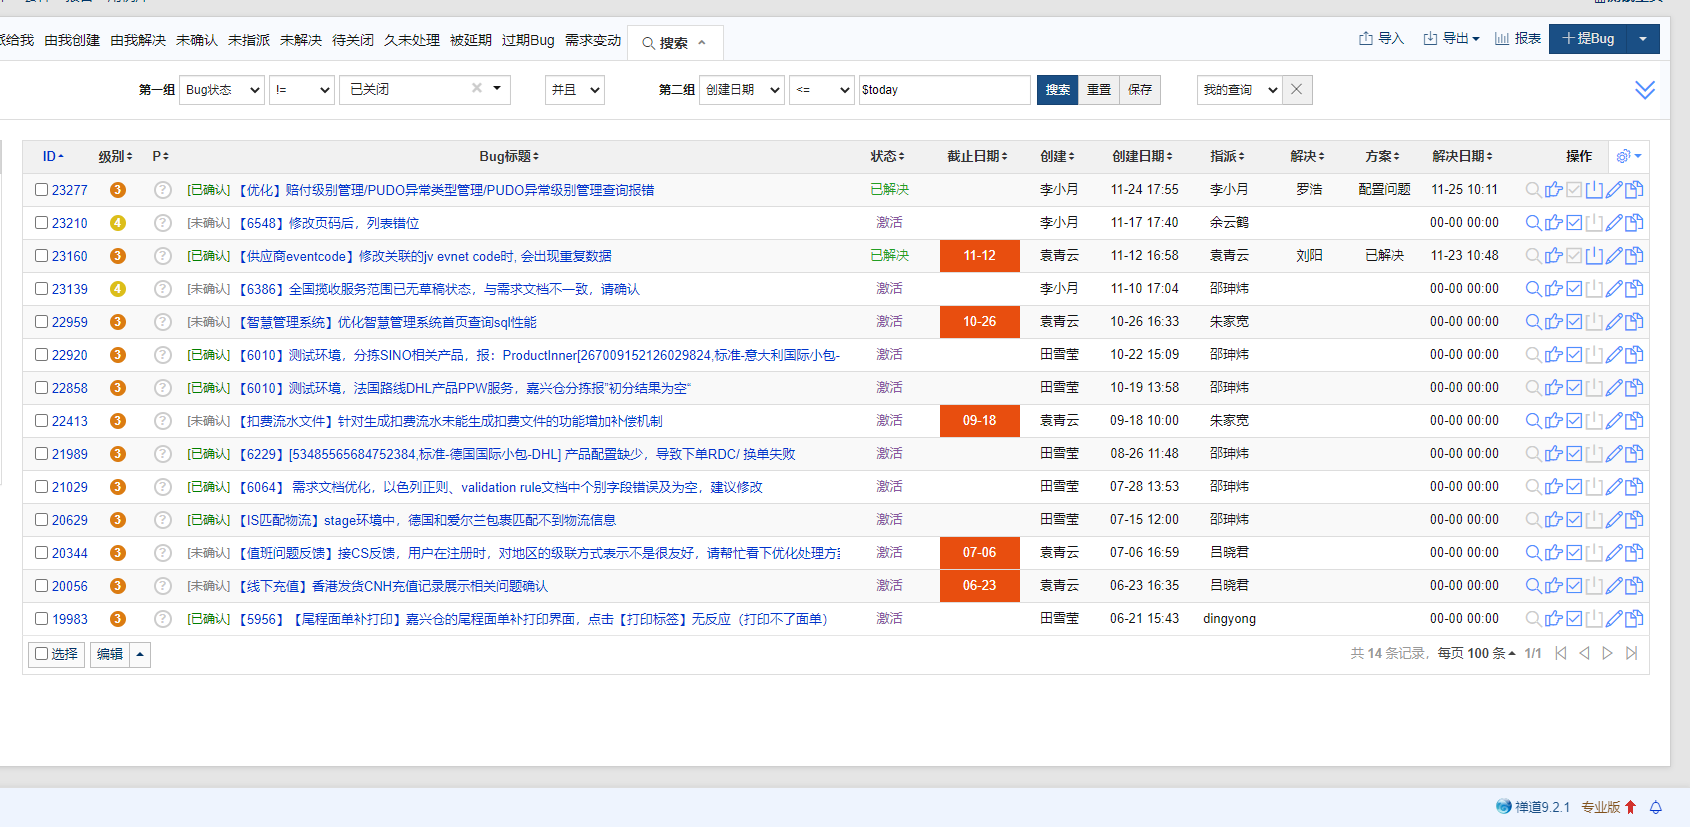 派给我 由我创建 由我解决 未确认 未指派 未解决 待关闭 久未处理 被延期 过期Bug 需求变动 搜索 导入 导出 报表 提Bug
第一组 Bug状态 != 已关闭 并且 第二组 创建日期 <= $today 搜索 重置 保存 我的查询
ID 级别 P Bug标题 状态 截止日期 创建 创建日期 指派 解决 方案 解决日期 操作
23277 3 ? [已确认] 【优化】赔付级别管理/PUDO异常类型管理/PUDO异常级别管理查询报错 已解决 李小月 11-24 17:55 李小月 罗浩 配置问题 11-25 10:11
23210 4 ? [未确认] 【6548】修改页码后，列表错位 激活 李小月 11-17 17:40 余云鹤 00-00 00:00
23160 3 ? [已确认] 【供应商eventcode】修改关联的jv evnet code时, 会出现重复数据 已解决 11-12 袁青云 11-12 16:58 袁青云 刘阳 已解决 11-23 10:48
23139 4 ? [未确认] 【6386】全国揽收服务范围已无草稿状态，与需求文档不一致，请确认 激活 李小月 11-10 17:04 邵珅炜 00-00 00:00
22959 3 ? [未确认] 【智慧管理系统】优化智慧管理系统首页查询sql性能 激活 10-26 袁青云 10-26 16:33 朱家宽 00-00 00:00
22920 3 ? [已确认] 【6010】测试环境，分拣SINO相关产品，报：ProductInner[267009152126029824,标准-意大利国际小包- 激活 田雪莹 10-22 15:09 邵珅炜 00-00 00:00
22858 3 ? [已确认] 【6010】测试环境，法国路线DHL产品PPW服务，嘉兴仓分拣报”初分结果为空“ 激活 田雪莹 10-19 13:58 邵珅炜 00-00 00:00
22413 3 ? [未确认] 【扣费流水文件】针对生成扣费流水未能生成扣费文件的功能增加补偿机制 激活 09-18 袁青云 09-18 10:00 朱家宽 00-00 00:00
21989 3 ? [已确认] 【6229】[53485565684752384,标准-德国国际小包-DHL] 产品配置缺少，导致下单RDC/ 换单失败 激活 田雪莹 08-26 11:48 邵珅炜 00-00 00:00
21029 3 ? [已确认] 【6064】 需求文档优化，以色列正则、validation rule文档中个别字段错误及为空，建议修改 激活 田雪莹 07-28 13:53 邵珅炜 00-00 00:00
20629 3 ? [已确认] 【IS匹配物流】stage环境中，德国和爱尔兰包裹匹配不到物流信息 激活 田雪莹 07-15 12:00 邵珅炜 00-00 00:00
20344 3 ? [未确认] 【值班问题反馈】接CS反馈，用户在注册时，对地区的级联方式表示不是很友好，请帮忙看下优化处理方 激活 07-06 袁青云 07-06 16:59 吕晓君 00-00 00:00
20056 3 ? [未确认] 【线下充值】香港发货CNH充值记录展示相关问题确认 激活 06-23 袁青云 06-23 16:35 吕晓君 00-00 00:00
19983 3 ? [已确认] 【5956】【尾程面单补打印】嘉兴仓的尾程面单补打印界面，点击【打印标签】无反应（打印不了面单） 激活 田雪莹 06-21 15:43 dingyong 00-00 00:00
选择 编辑 共 14 条记录，每页 100 条 1/1
禅道9.2.1 专业版